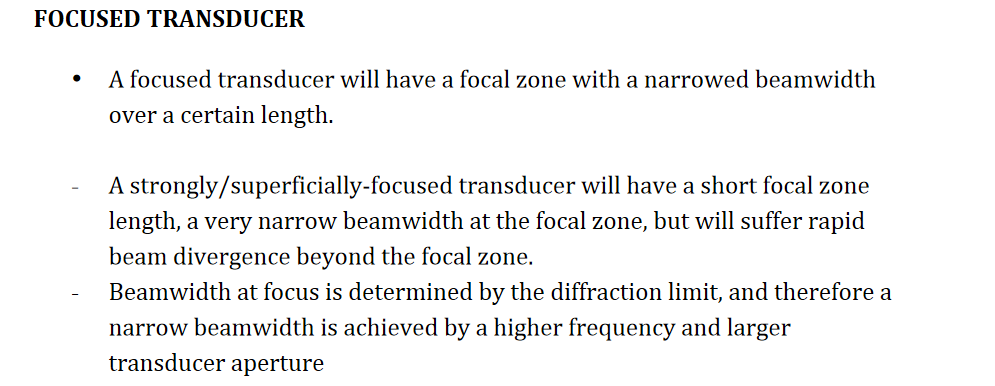 FOCUSED TRANSDUCER
• A focused transducer will have a focal zone with a narrowed beamwidth
over a certain length.
- A strongly/superficially-focused transducer will have a short focal zone
length, a very narrow beamwidth at the focal zone, but will suffer rapid
beam divergence beyond the focal zone.
- Beamwidth at focus is determined by the diffraction limit, and therefore a
narrow beamwidth is achieved by a higher frequency and larger
transducer aperture